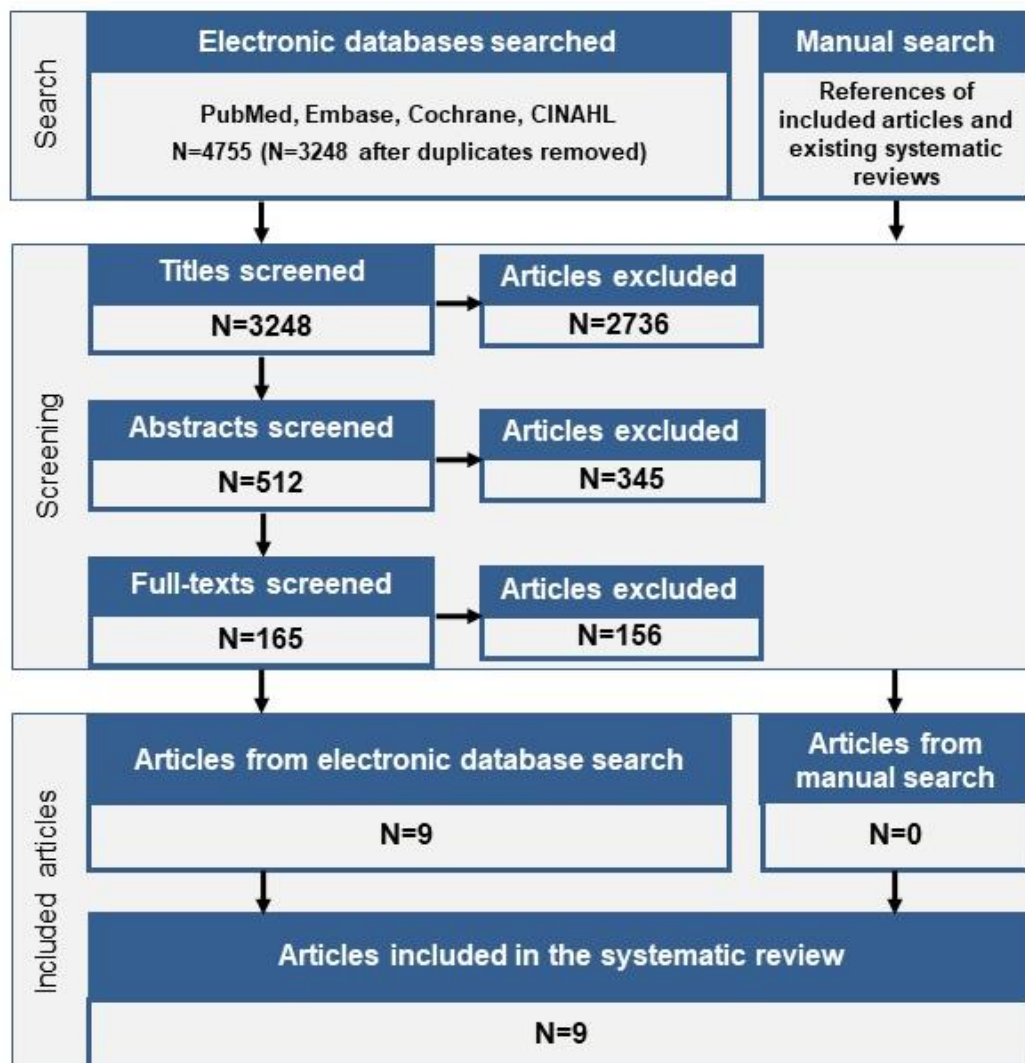 Search
Electronic databases searched
PubMed, Embase, Cochrane, CINAHL
N=4755 (N=3248 after duplicates removed)
Manual search
References of
included articles and
existing systematic
reviews
Screening
Titles screened
N=3248
Articles excluded
N=2736
Abstracts screened
N=512
Articles excluded
N=345
Full-texts screened
N=165
Articles excluded
N=156
Included articles
Articles from electronic database search
N=9
Articles from
manual search
N=0
Articles included in the systematic review
N=9